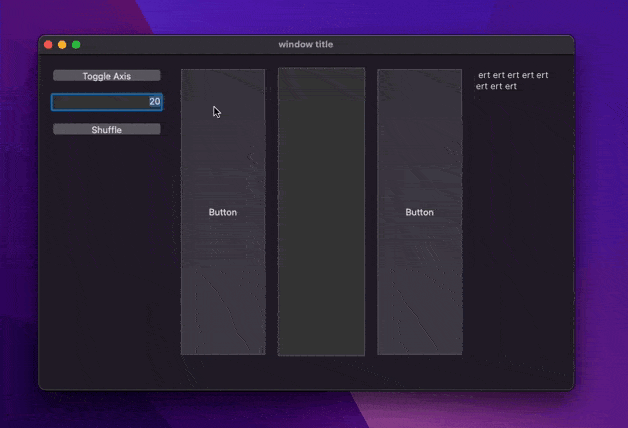 window title
Toggle Axis
20
Shuffle
Button
Button
ert ert ert ert ert
ert ert ert